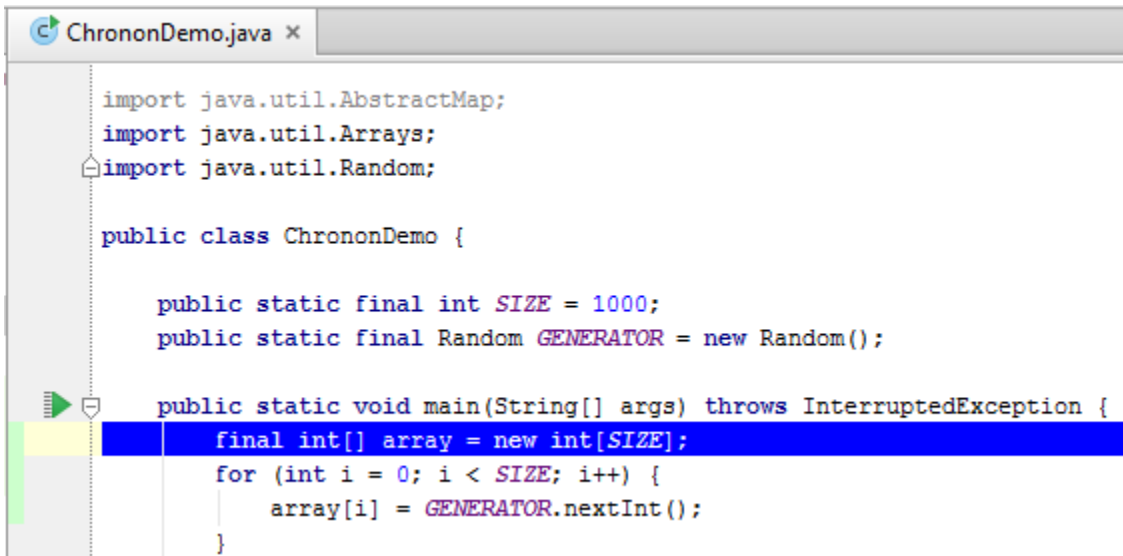 ChrononDemo.java ×
import java.util.AbstractMap;
import java.util.Arrays;
import java.util.Random;
public class ChrononDemo {
public static final int SIZE = 1000;
public static final Random GENERATOR = new Random();
public static void main(String[] args) throws InterruptedException {
final int[] array = new int[SIZE];
for (int i = 0; i < SIZE; i++) {
array[i] = GENERATOR.nextInt();
}